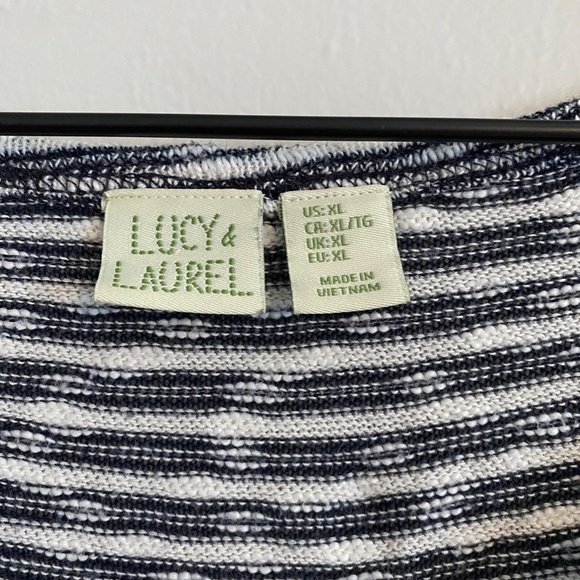 LUCY &
LAUREL
US: XL
CA: XL/TG
UK: XL
EU: XL
MADE IN
VIETNAM